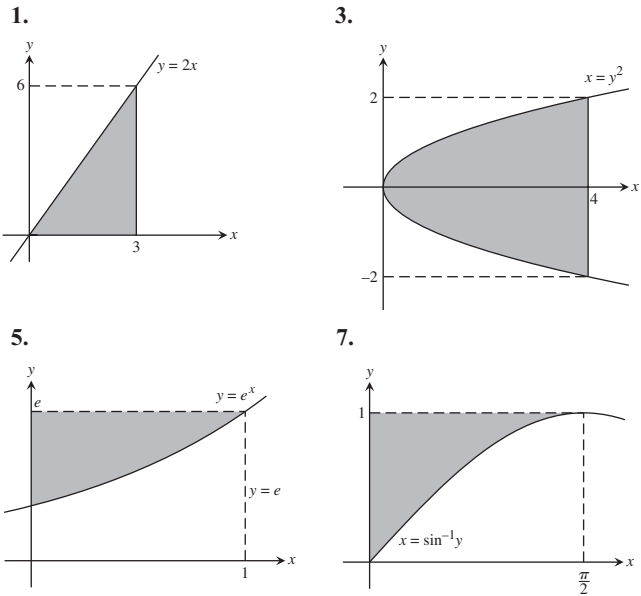 1.
y
y = 2x
6
x
3
3.
y
x = y²
2
x
4
–2
5.
y
e
y = eˣ
y = e
x
1
7.
y
1
x = sin⁻¹y
x
π
2